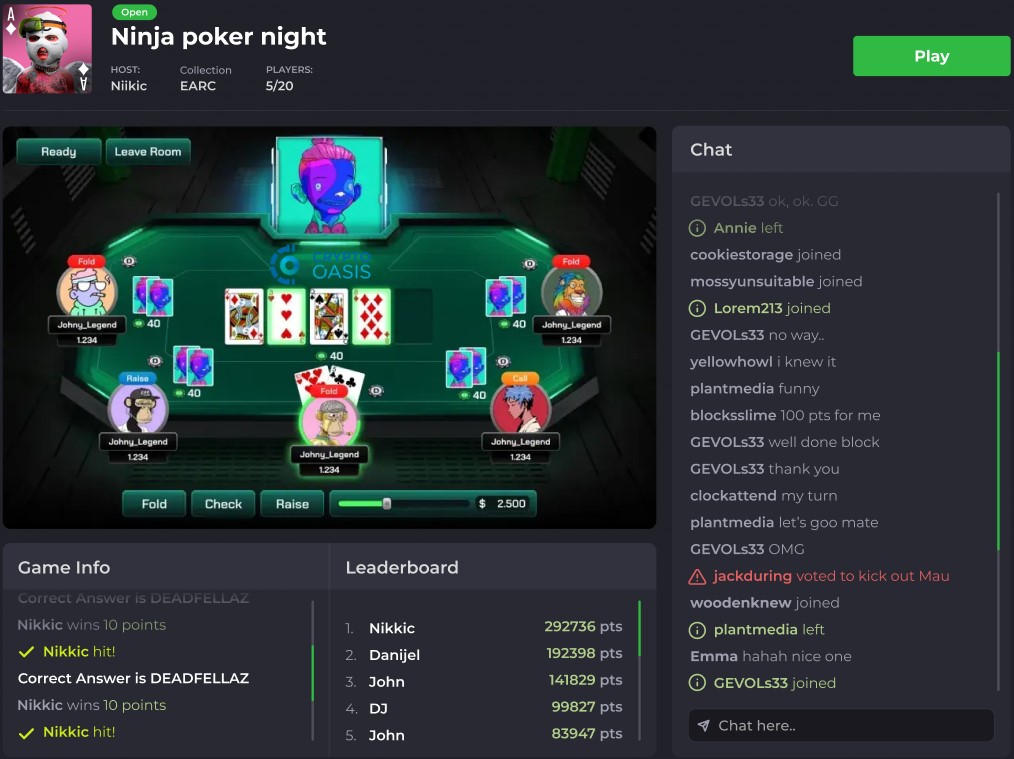 A
Open
Ninja poker night
HOST:
Niikic
Collection
EARC
PLAYERS:
5/20
Play
A
Ready
Leave Room
CRYPTO
OASIS
Fold
D
40
Johny_Legend
1.234
Fold
D
40
Johny_Legend
1.234
40
Raise
D
40
Johny_Legend
1.234
Fold
D
Johny_Legend
1.234
Call
D
40
Johny_Legend
1.234
Fold
Check
Raise
$ 2.500
Game Info
Correct Answer is DEADFELLAZ
Nikkic wins 10 points
Nikkic hit!
Correct Answer is DEADFELLAZ
Nikkic wins 10 points
Nikkic hit!
Leaderboard
1. Nikkic 292736 pts
2. Danijel 192398 pts
3. John 141829 pts
4. DJ 99827 pts
5. John 83947 pts
Chat
GEVOLs33 ok, ok. GG
Annie left
cookiestorage joined
mossyunsuitable joined
Lorem213 joined
GEVOLs33 no way..
yellowhowl i knew it
plantmedia funny
blocksslime 100 pts for me
GEVOLs33 well done block
GEVOLs33 thank you
clockattend my turn
plantmedia let's goo mate
GEVOLs33 OMG
jackduring voted to kick out Mau
woodenknew joined
plantmedia left
Emma hahah nice one
GEVOLs33 joined
Chat here..